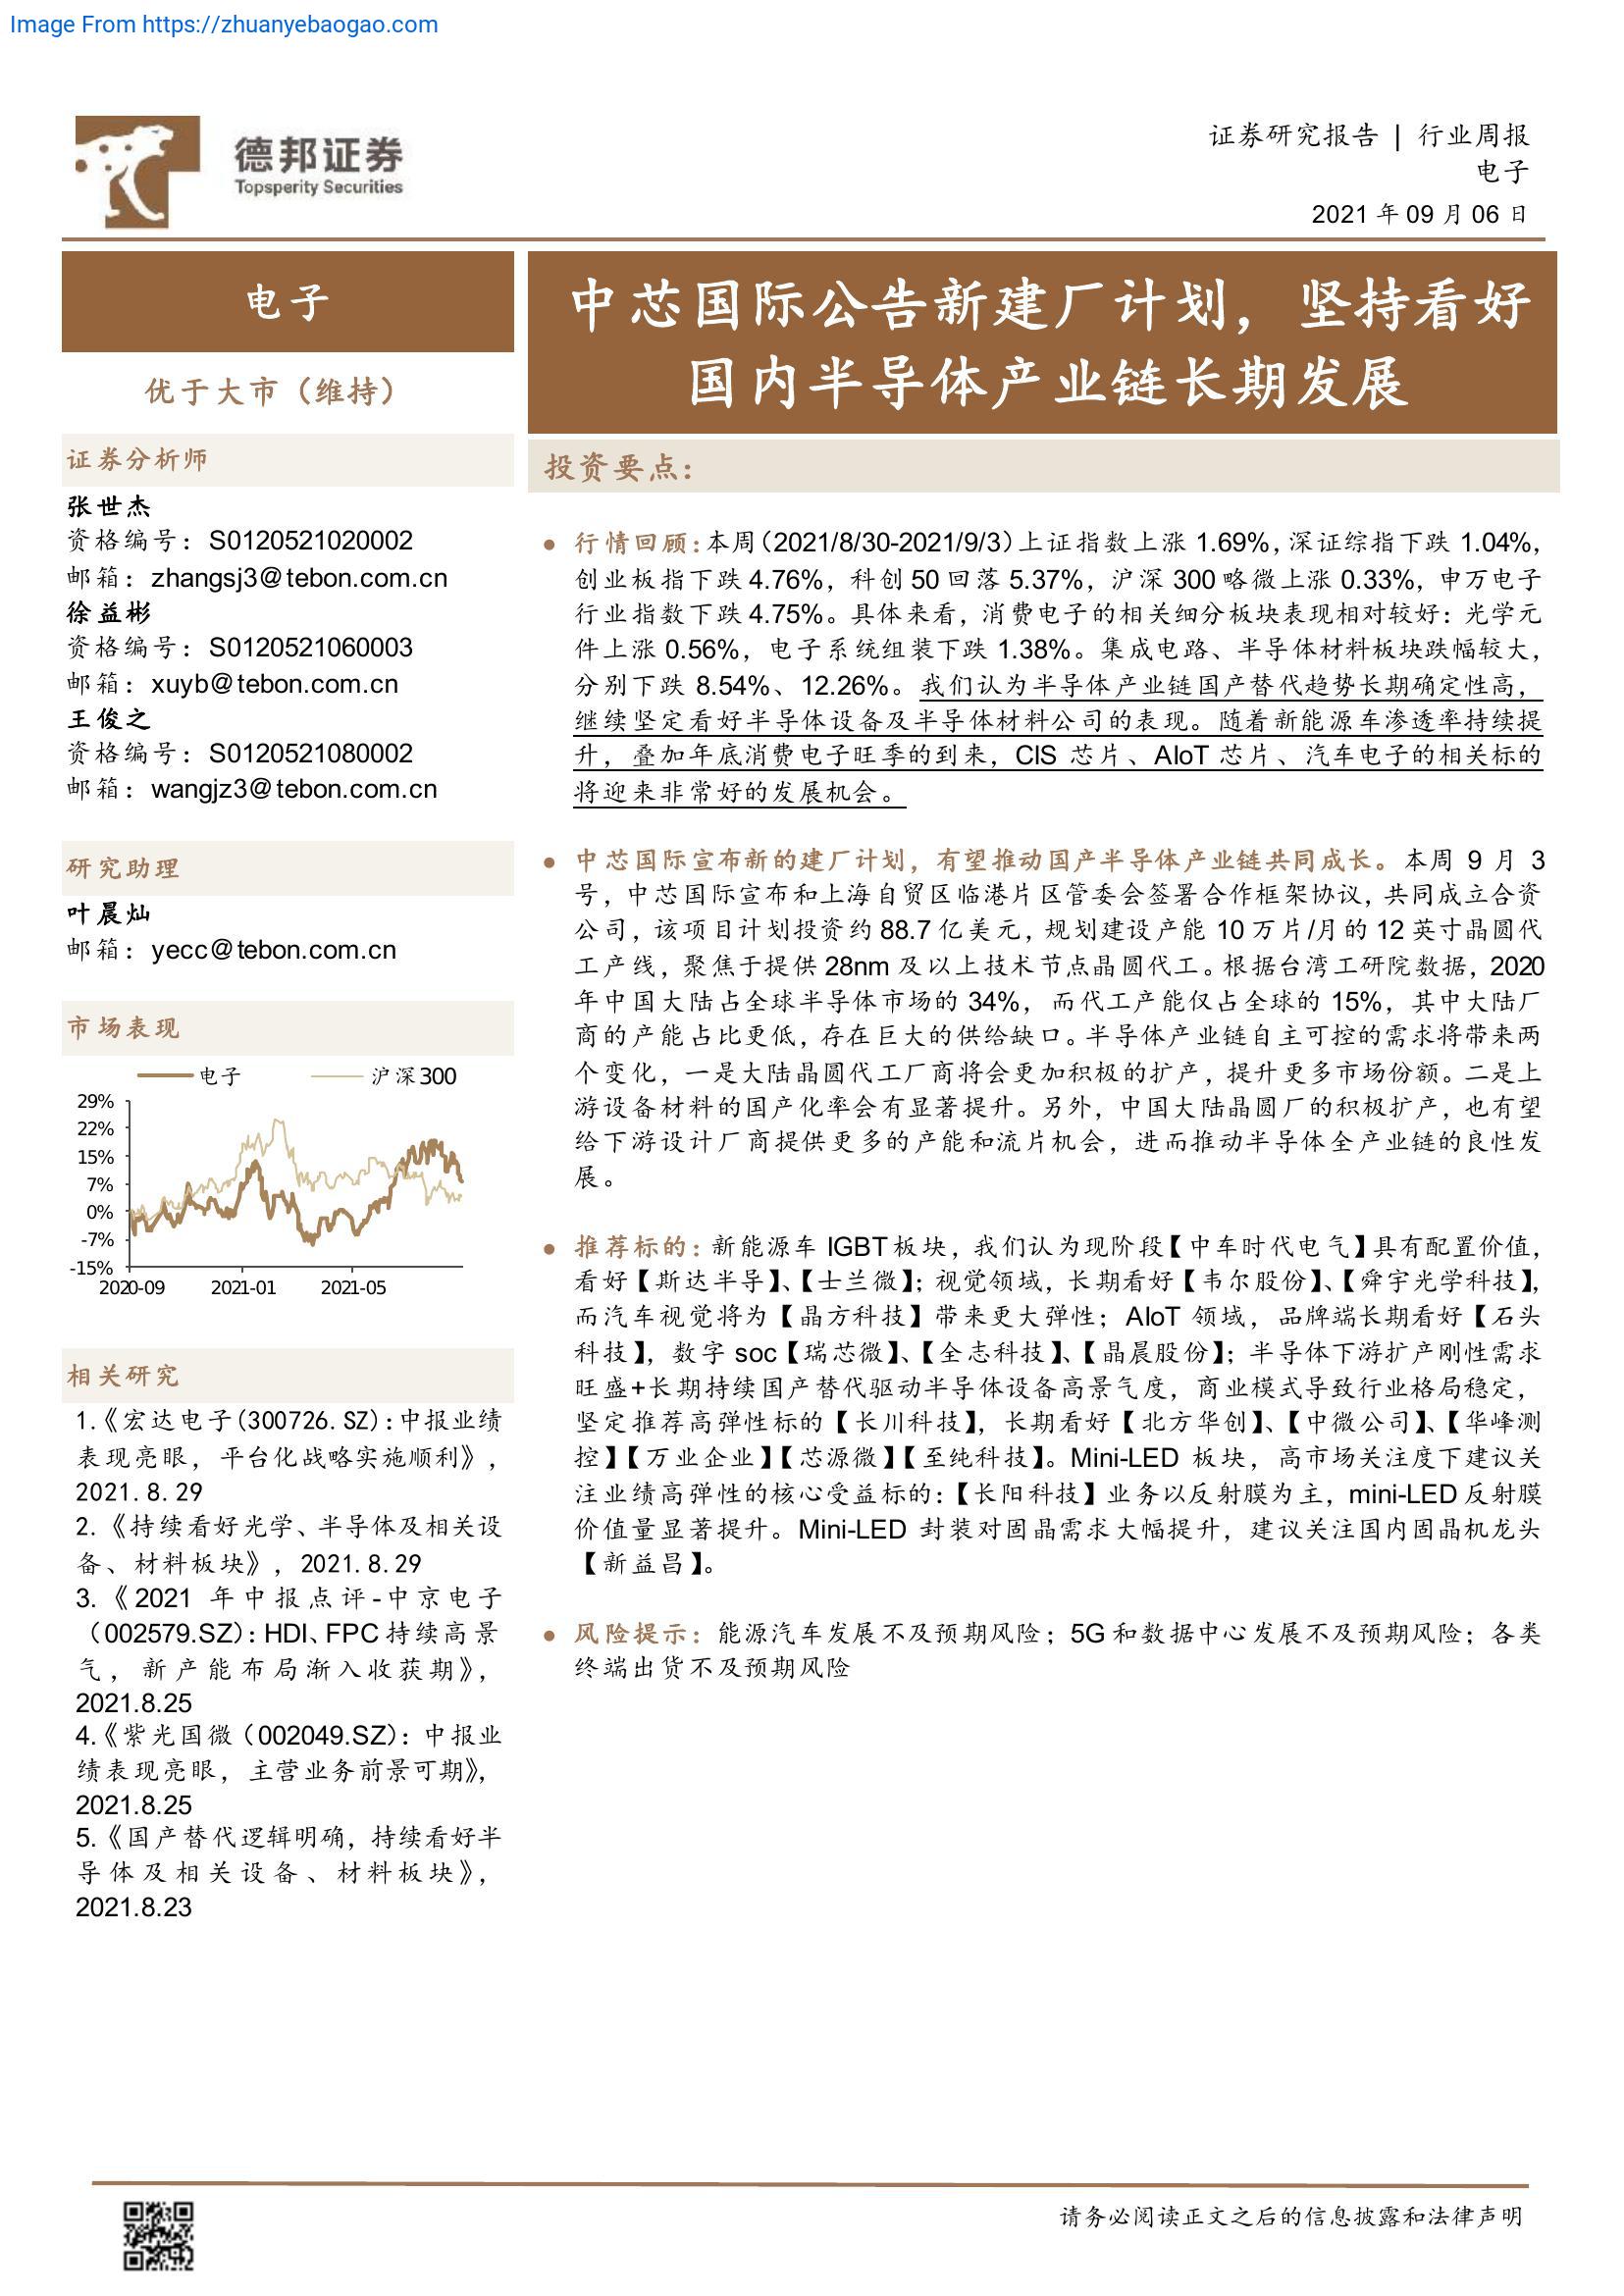 Image From https://zhuanyebaogao.com
德邦证券
Topsperity Securities
证券研究报告 | 行业周报
电子
2021 年 09 月 06 日
电子
优于大市（维持）
证券分析师
张世杰
资格编号：S0120521020002
邮箱：zhangsj3@tebon.com.cn
徐益彬
资格编号：S0120521060003
邮箱：xuyb@tebon.com.cn
王俊之
资格编号：S0120521080002
邮箱：wangjz3@tebon.com.cn
研究助理
叶晨灿
邮箱：yecc@tebon.com.cn
市场表现
电子 沪深300
29%
22%
15%
7%
0%
-7%
-15%
2020-09 2021-01 2021-05
相关研究
1.《宏达电子(300726.SZ)：中报业绩
表现亮眼，平台化战略实施顺利》，
2021.8.29
2.《持续看好光学、半导体及相关设
备、材料板块》，2021.8.29
3.《2021 年中报点评-中京电子
（002579.SZ）：HDI、FPC 持续高景
气，新产能布局渐入收获期》，
2021.8.25
4.《紫光国微（002049.SZ）：中报业
绩表现亮眼，主营业务前景可期》，
2021.8.25
5.《国产替代逻辑明确，持续看好半
导体及相关设备、材料板块》，
2021.8.23
中芯国际公告新建厂计划，坚持看好
国内半导体产业链长期发展
投资要点：
● 行情回顾：本周（2021/8/30-2021/9/3）上证指数上涨 1.69%，深证综指下跌 1.04%，
创业板指下跌 4.76%，科创 50 回落 5.37%，沪深 300 略微上涨 0.33%，申万电子
行业指数下跌 4.75%。具体来看，消费电子的相关细分板块表现相对较好：光学元
件上涨 0.56%，电子系统组装下跌 1.38%。集成电路、半导体材料板块跌幅较大，
分别下跌 8.54%、12.26%。我们认为半导体产业链国产替代趋势长期确定性高，
继续坚定看好半导体设备及半导体材料公司的表现。随着新能源车渗透率持续提
升，叠加年底消费电子旺季的到来，CIS 芯片、AIoT 芯片、汽车电子的相关标的
将迎来非常好的发展机会。
● 中芯国际宣布新的建厂计划，有望推动国产半导体产业链共同成长。本周 9 月 3
号，中芯国际宣布和上海自贸区临港片区管委会签署合作框架协议，共同成立合资
公司，该项目计划投资约 88.7 亿美元，规划建设产能 10 万片/月的 12 英寸晶圆代
工产线，聚焦于提供 28nm 及以上技术节点晶圆代工。根据台湾工研院数据，2020
年中国大陆占全球半导体市场的 34%，而代工产能仅占全球的 15%，其中大陆厂
商的产能占比更低，存在巨大的供给缺口。半导体产业链自主可控的需求将带来两
个变化，一是大陆晶圆代工厂商将会更加积极的扩产，提升更多市场份额。二是上
游设备材料的国产化率会有显著提升。另外，中国大陆晶圆厂的积极扩产，也有望
给下游设计厂商提供更多的产能和流片机会，进而推动半导体全产业链的良性发
展。
● 推荐标的：新能源车 IGBT 板块，我们认为现阶段【中车时代电气】具有配置价值，
看好【斯达半导】、【士兰微】；视觉领域，长期看好【韦尔股份】、【舜宇光学科技】，
而汽车视觉将为【晶方科技】带来更大弹性；AIoT 领域，品牌端长期看好【石头
科技】，数字 soc【瑞芯微】、【全志科技】、【晶晨股份】；半导体下游扩产刚性需求
旺盛+长期持续国产替代驱动半导体设备高景气度，商业模式导致行业格局稳定，
坚定推荐高弹性标的【长川科技】，长期看好【北方华创】、【中微公司】、【华峰测
控】【万业企业】【芯源微】【至纯科技】。Mini-LED 板块，高市场关注度下建议关
注业绩高弹性的核心受益标的：【长阳科技】业务以反射膜为主，mini-LED 反射膜
价值量显著提升。Mini-LED 封装对固晶需求大幅提升，建议关注国内固晶机龙头
【新益昌】。
● 风险提示：能源汽车发展不及预期风险；5G 和数据中心发展不及预期风险；各类
终端出货不及预期风险
请务必阅读正文之后的信息披露和法律声明